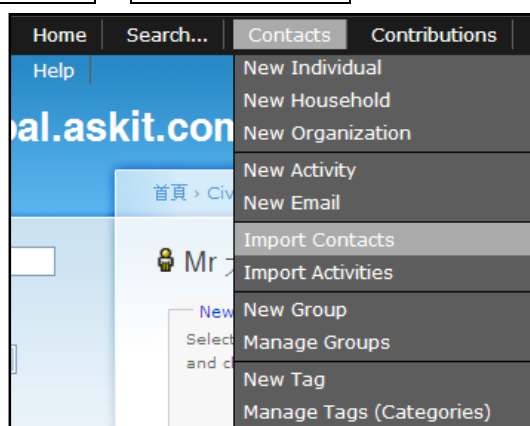 Home Search... Contacts Contributions
Help
New Individual
New Household
New Organization
New Activity
New Email
Import Contacts
Import Activities
New Group
Manage Groups
New Tag
Manage Tags (Categories)
al.askit.con
首頁 › Civ
Mr
New
Select
and cl